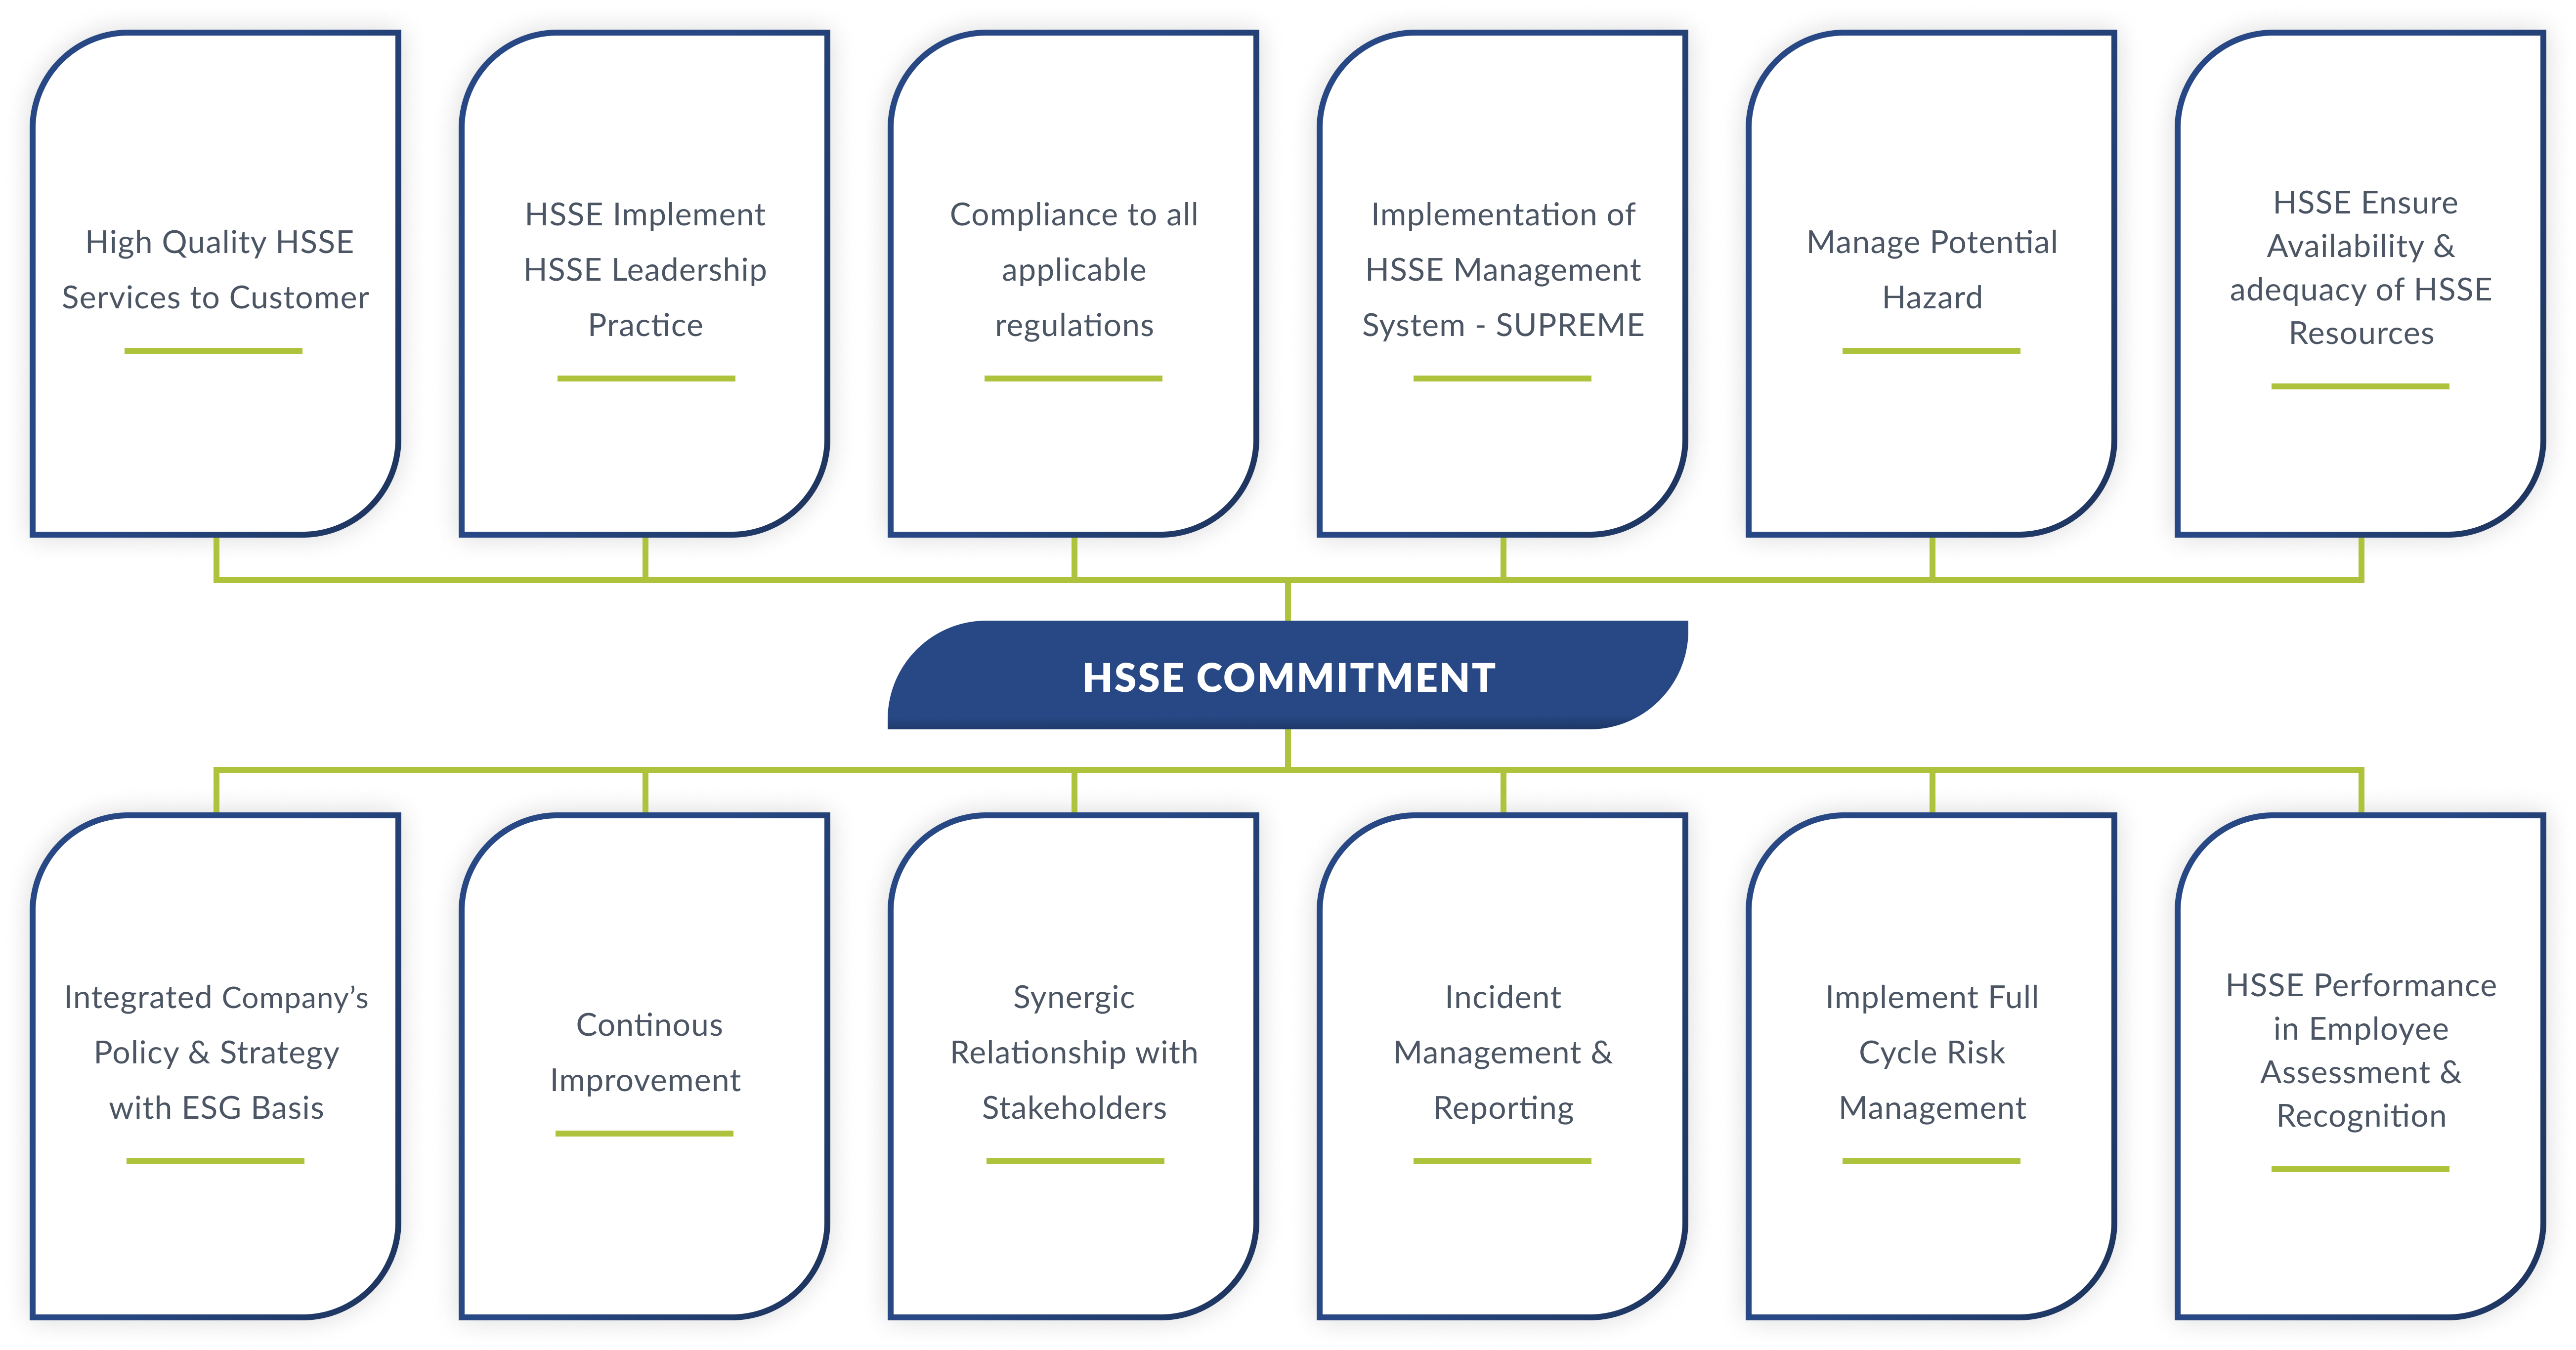 High Quality HSSE
Services to Customer
HSSE Implement
HSSE Leadership
Practice
Compliance to all
applicable
regulations
Implementation of
HSSE Management
System - SUPREME
Manage Potential
Hazard
HSSE Ensure
Availability &
adequacy of HSSE
Resources
HSSE COMMITMENT
Integrated Company’s
Policy & Strategy
with ESG Basis
Continous
Improvement
Synergic
Relationship with
Stakeholders
Incident
Management &
Reporting
Implement Full
Cycle Risk
Management
HSSE Performance
in Employee
Assessment &
Recognition